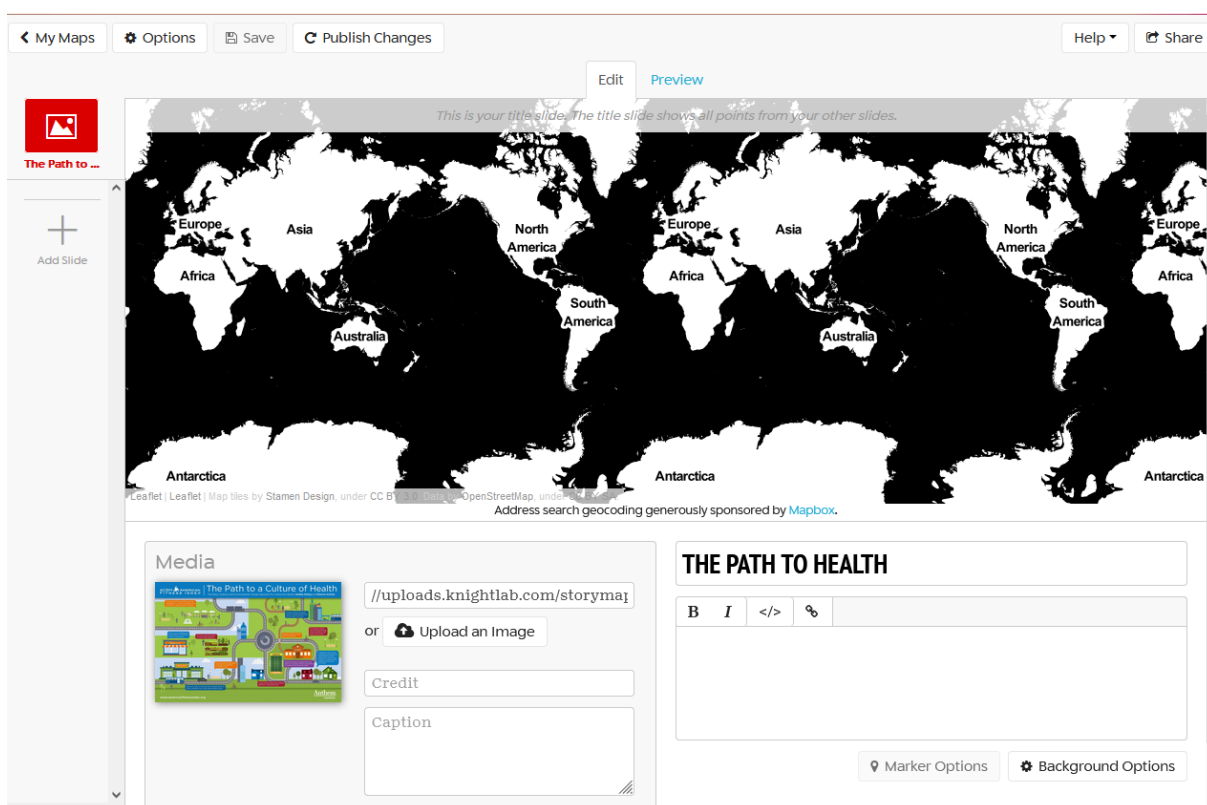 My Maps
Options
Save
Publish Changes
Help
Share
Edit
Preview
This is your title slide. The title slide shows all points from your other slides.
The Path to ...
Add Slide
Europe
Asia
North America
Europe
Asia
North America
Europe
Africa
Africa
Africa
South America
South America
Australia
Australia
Antarctica
Antarctica
Antarctica
Leaflet | Leaflet | Map tiles by Stamen Design, under CC BY 3.0. Data by OpenStreetMap, under CC BY SA.
Address search geocoding generously sponsored by Mapbox.
Media
The Path to a Culture of Health
Anthem
//uploads.knightlab.com/storymap
or
Upload an Image
Credit
Caption
THE PATH TO HEALTH
B I </>
Marker Options
Background Options